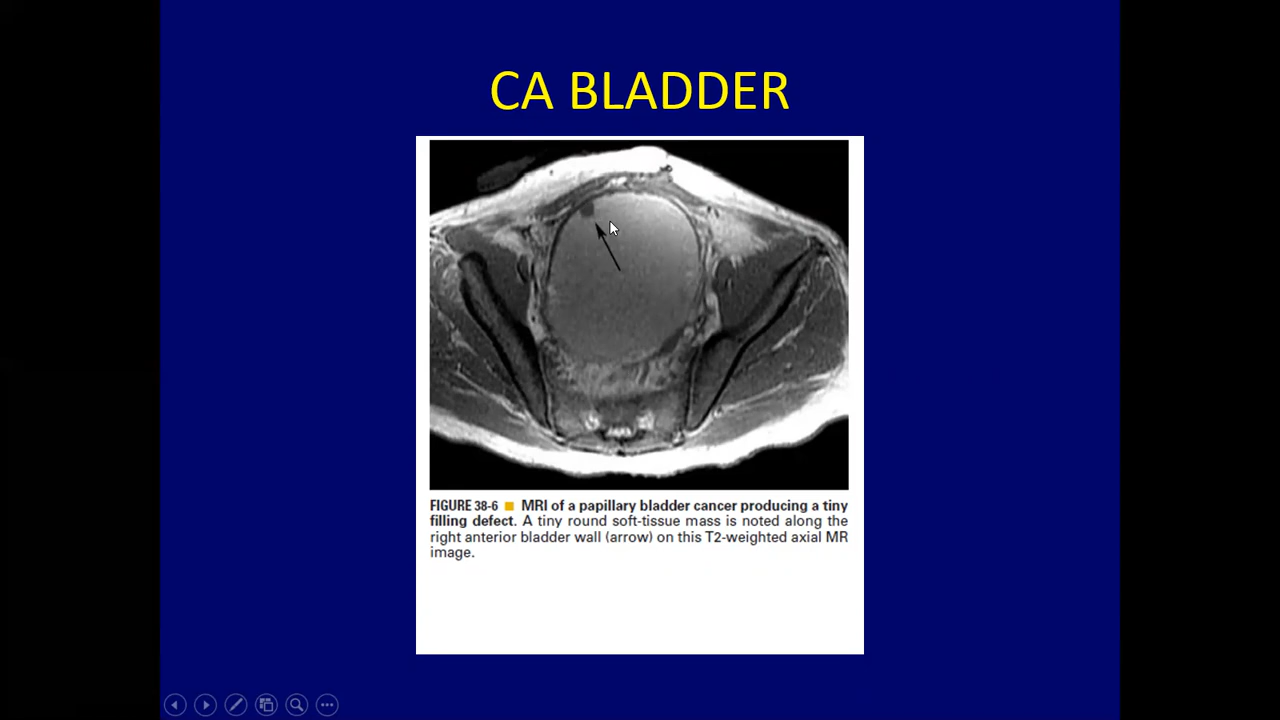 CA BLADDER
FIGURE 38-6 ■ MRI of a papillary bladder cancer producing a tiny
filling defect. A tiny round soft-tissue mass is noted along the
right anterior bladder wall (arrow) on this T2-weighted axial MR
image.